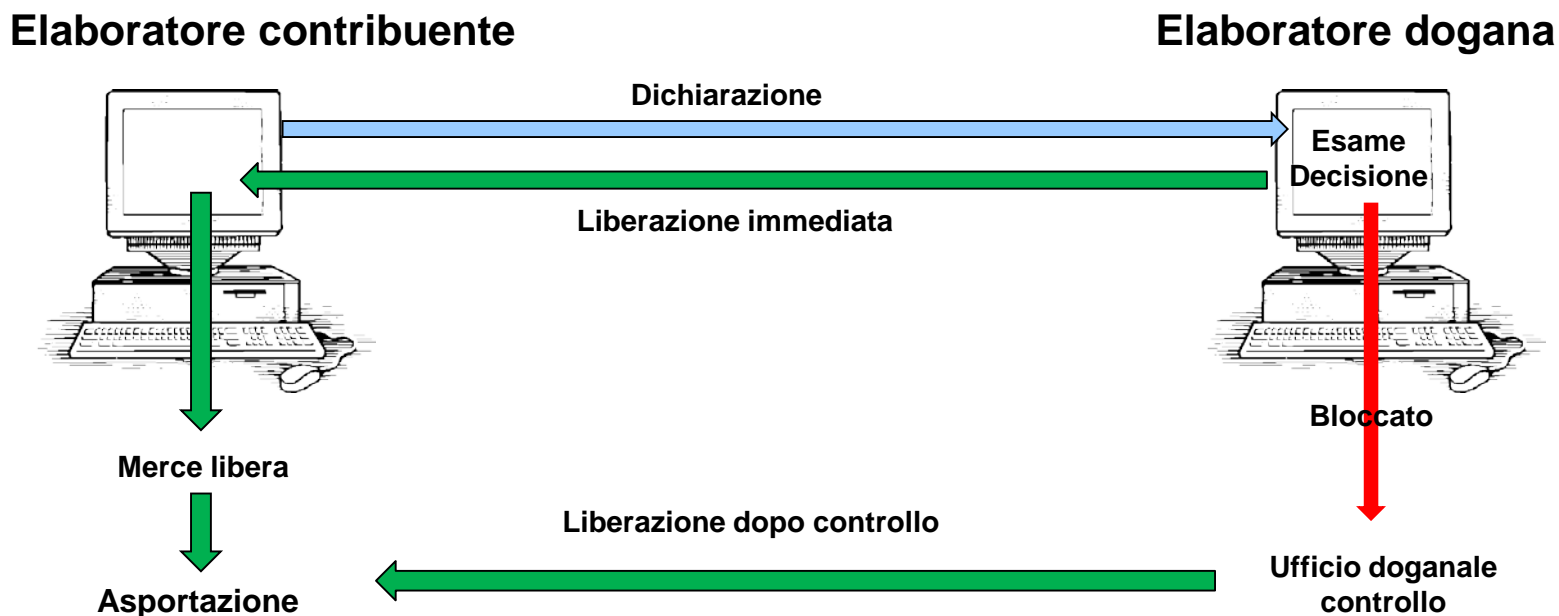 Elaboratore contribuente
Elaboratore dogana
Dichiarazione
Esame
Decisione
Liberazione immediata
Bloccato
Merce libera
Liberazione dopo controllo
Ufficio doganale
controllo
Asportazione